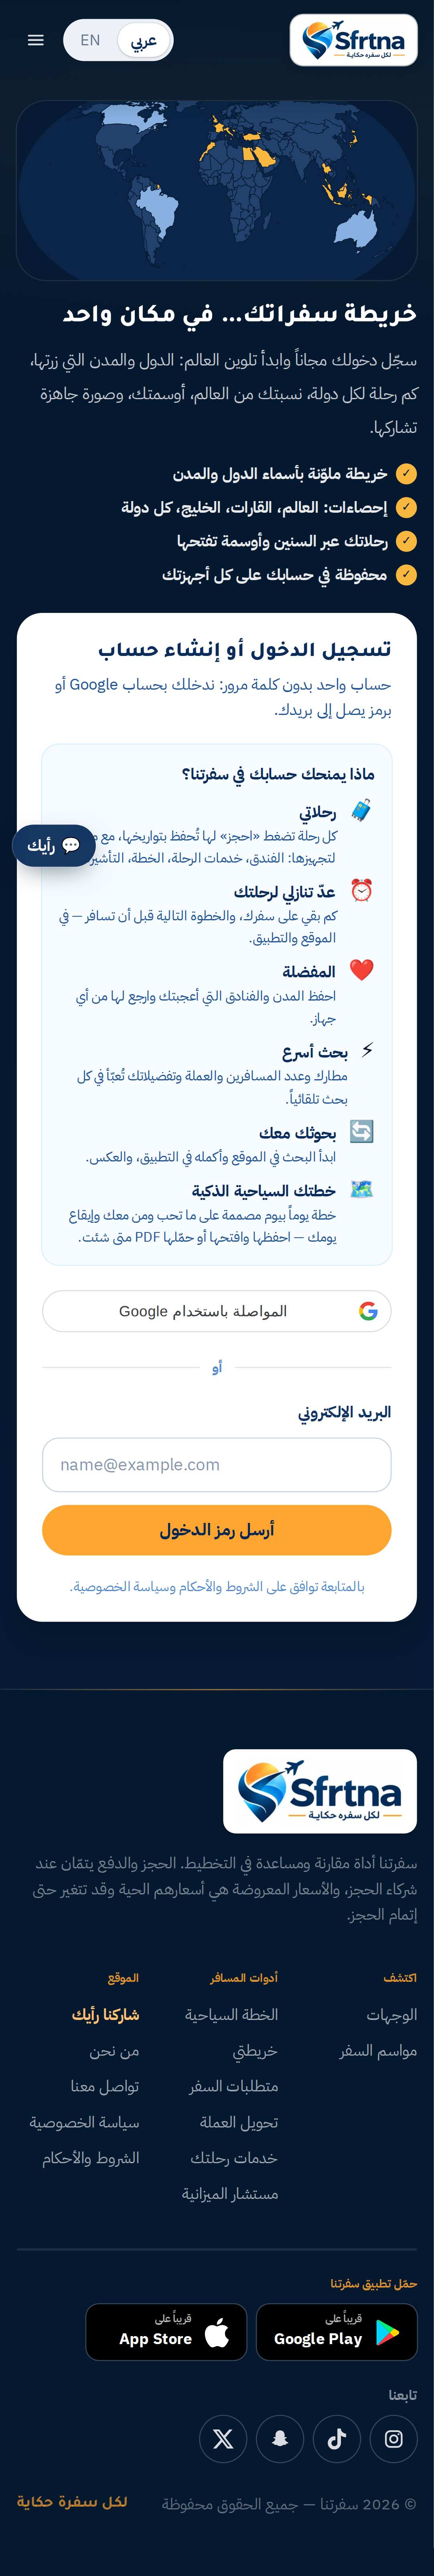 Sfrtna
لكل سفره حكاية
عربي
EN
خريطة سفراتك... في مكان واحد
سجّل دخولك مجاناً وابدأ تلوين العالم: الدول والمدن التي زرتها،
كم رحلة لكل دولة، نسبتك من العالم، أوسمتك، وصورة جاهزة
تشاركها.
✓ خريطة ملوّنة بأسماء الدول والمدن
✓ إحصاءات: العالم، القارات، الخليج، كل دولة
✓ رحلاتك عبر السنين وأوسمة تفتحها
✓ محفوظة في حسابك على كل أجهزتك
تسجيل الدخول أو إنشاء حساب
حساب واحد بدون كلمة مرور: ندخلك بحساب Google أو
برمز يصل إلى بريدك.
ماذا يمنحك حسابك في سفرتنا؟
رحلاتي
كل رحلة تضغط «احجز» لها تُحفظ بتواريخها، مع
لتجهيزها: الفندق، خدمات الرحلة، الخطة،
رأيك
عدّ تنازلي لرحلتك
كم بقي على سفرك، والخطوة التالية قبل أن تسافر — في
الموقع والتطبيق.
المفضلة
احفظ المدن والفنادق التي أعجبتك وارجع لها من أي
جهاز.
بحث أسرع
مطارك وعدد المسافرين والعملة وتفضيلاتك تُعبّأ في كل
بحث تلقائياً.
بحوثك معك
ابدأ البحث في الموقع وأكمله في التطبيق، والعكس.
خطتك السياحية الذكية
خطة يوماً بيوم مصممة على ما تحب ومن معك وإيقاع
يومك — احفظها وافتحها أو حمّلها PDF متى شئت.
المواصلة باستخدام Google
أو
البريد الإلكتروني
name@example.com
أرسل رمز الدخول
بالمتابعة توافق على الشروط والأحكام وسياسة الخصوصية.
Sfrtna
لكل سفره حكاية
سفرتنا أداة مقارنة ومساعدة في التخطيط. الحجز والدفع يتمّان عند
شركاء الحجز، والأسعار المعروضة هي أسعارهم الحية وقد تتغير حتى
إتمام الحجز.
اكتشف
الوجهات
مواسم السفر
أدوات المسافر
الخطة السياحية
خريطتي
متطلبات السفر
تحويل العملة
خدمات رحلتك
مستشار الميزانية
الموقع
شاركنا رأيك
من نحن
تواصل معنا
سياسة الخصوصية
الشروط والأحكام
حمّل تطبيق سفرتنا
قريباً على
Google Play
قريباً على
App Store
تابعنا
© 2026 سفرتنا — جميع الحقوق محفوظة
لكل سفرة حكاية